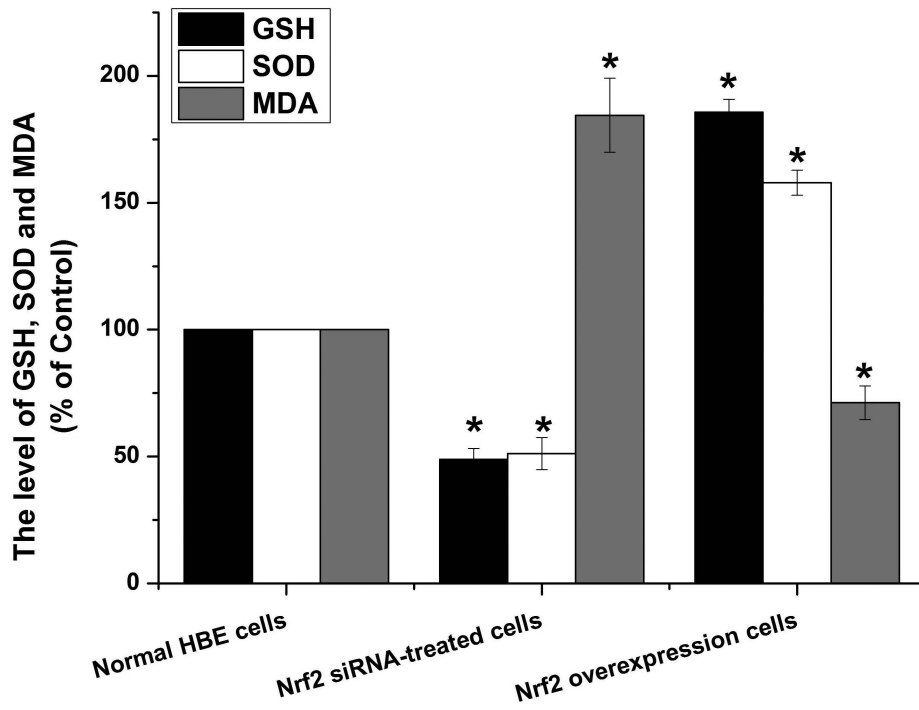 GSH
SOD
MDA
The level of GSH, SOD and MDA
(% of Control)
200
150
100
50
0
*
*
*
*
*
*
Normal HBE cells
Nrf2 siRNA-treated cells
Nrf2 overexpression cells